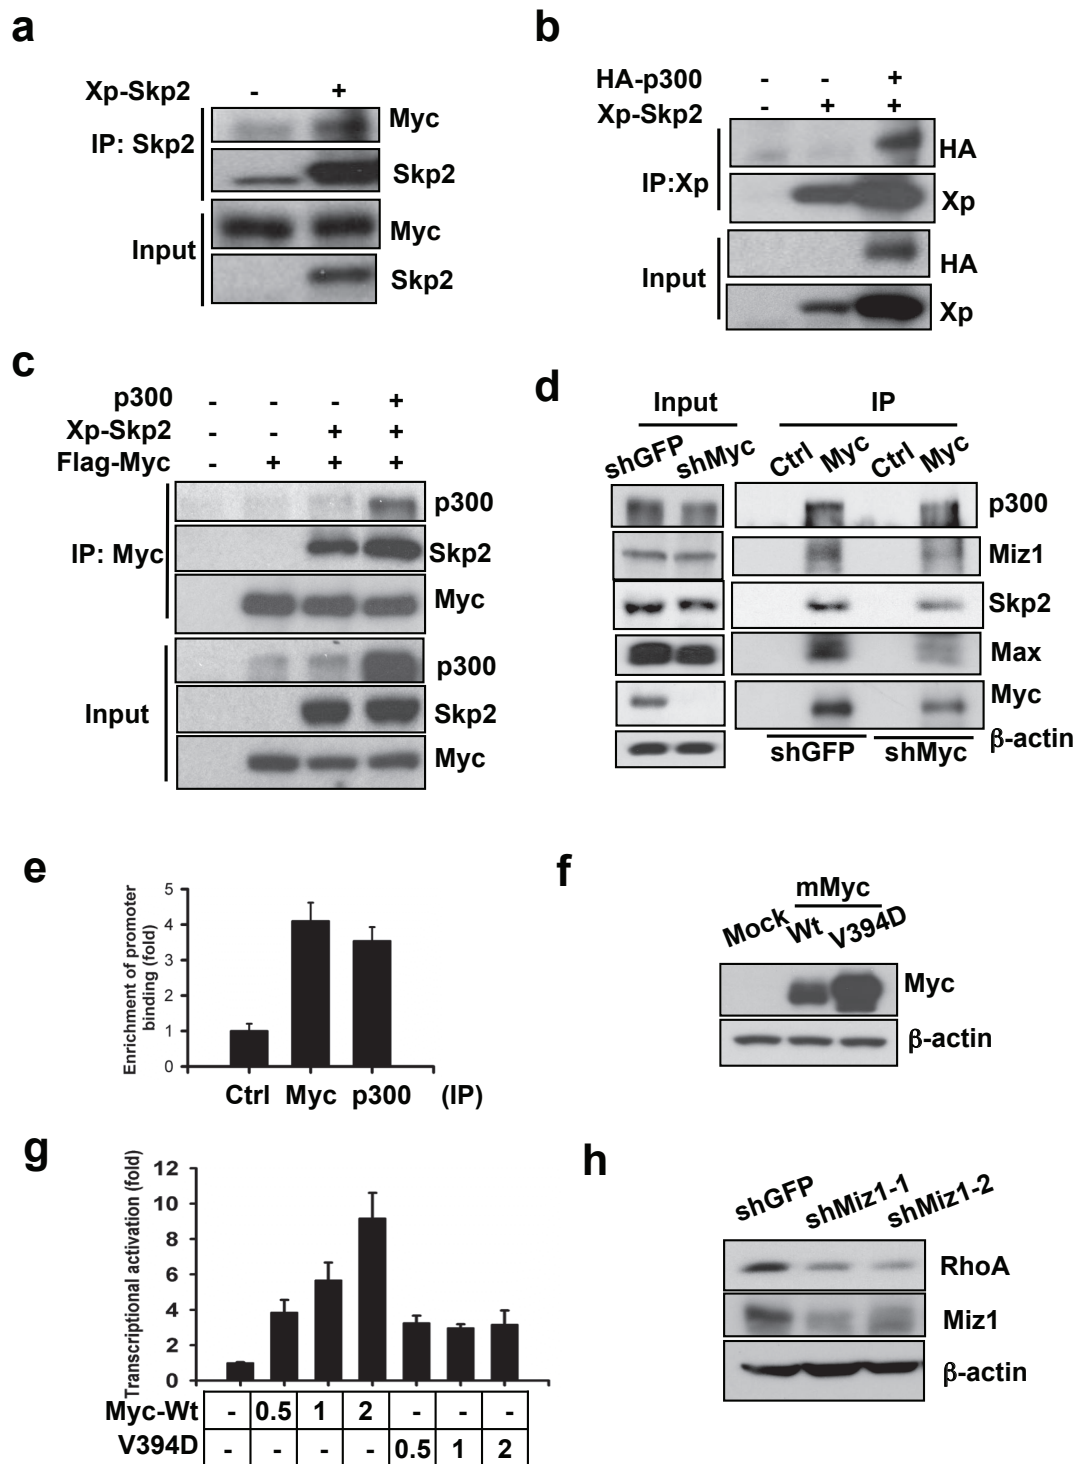 a
Xp-Skp2 - +
IP: Skp2
Myc
Skp2
Input
Myc
Skp2
b
HA-p300 - - +
Xp-Skp2 - + +
IP:Xp
HA
Xp
Input
HA
Xp
c
p300 - - - +
Xp-Skp2 - - + +
Flag-Myc - + + +
IP: Myc
p300
Skp2
Myc
Input
p300
Skp2
Myc
d
Input IP
shGFP shMyc Ctrl Myc Ctrl Myc
p300
Miz1
Skp2
Max
Myc
β-actin
shGFP shMyc
e
Enrichment of promoter
binding (fold)
5
4
3
2
1
0
Ctrl Myc p300 (IP)
f
mMyc
Mock Wt V394D
Myc
β-actin
g
Transcriptional activation (fold)
12
10
8
6
4
2
0
Myc-Wt - 0.5 1 2 - - -
V394D - - - - 0.5 1 2
h
shGFP shMiz1-1 shMiz1-2
RhoA
Miz1
β-actin